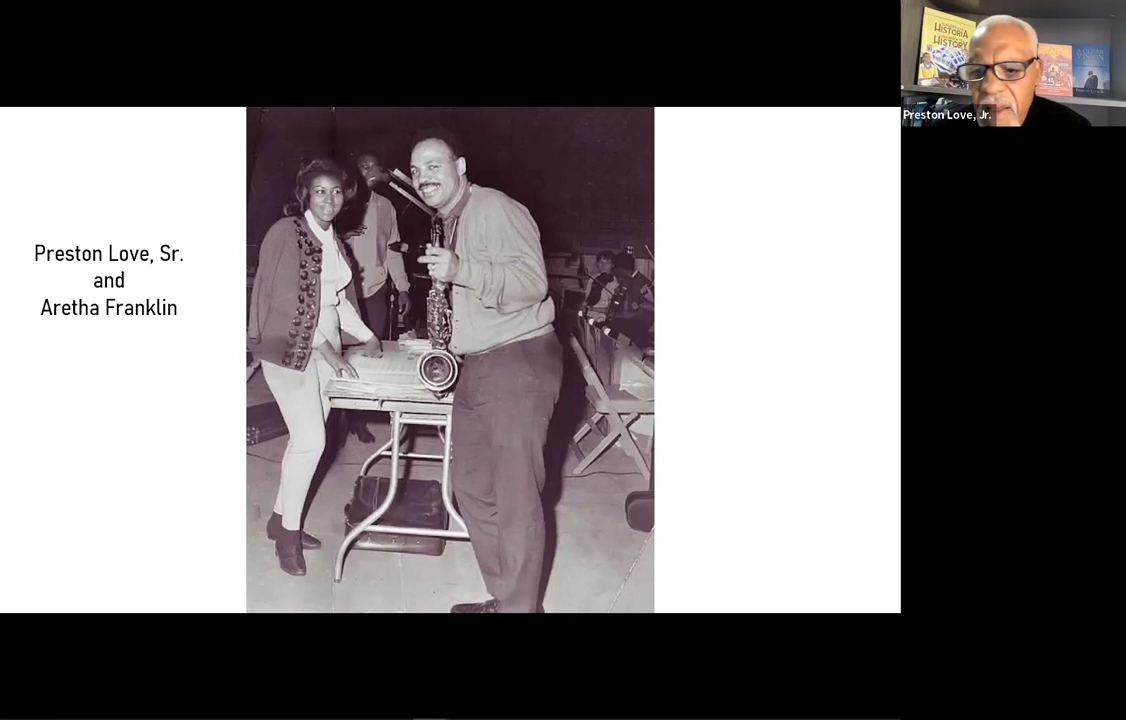 Preston Love, Sr.
and
Aretha Franklin
HISTORIA
HISTORY
Preston Love, Jr.